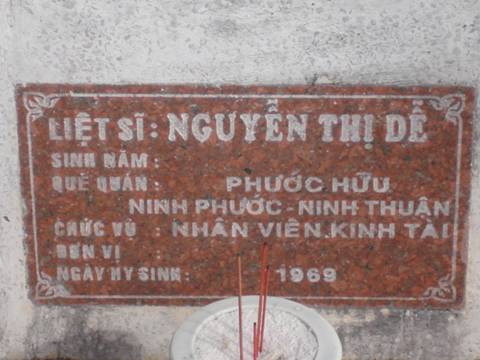 LIỆT SĨ: NGUYỄN THỊ DỄ
SINH NĂM:
QUÊ QUÁN: PHƯỚC HỮU
NINH PHƯỚC-NINH THUẬN
CHỨC VỤ: NHÂN VIÊN.KINH TÀI
ĐƠN VỊ:
NGÀY HY SINH: 1969